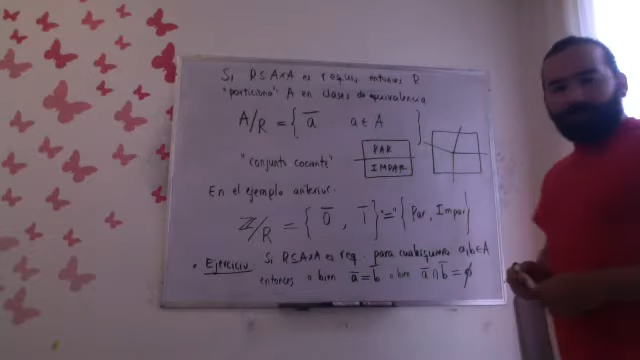 Si R ⊆ A×A es r. equiv, entonces R
"particiona" A en clases de equivalencia
A/R = { ā : a ∈ A }
"conjunto cociente"
PAR
IMPAR
En el ejemplo anterior:
ℤ/R = { 0̄ , 1̄ } "=" { Par, Impar }
• Ejercicio Si R ⊆ A×A es r eq. para cualesquiera a, b ∈ A
entonces o bien ā = b̄ o bien ā ∩ b̄ = ∅